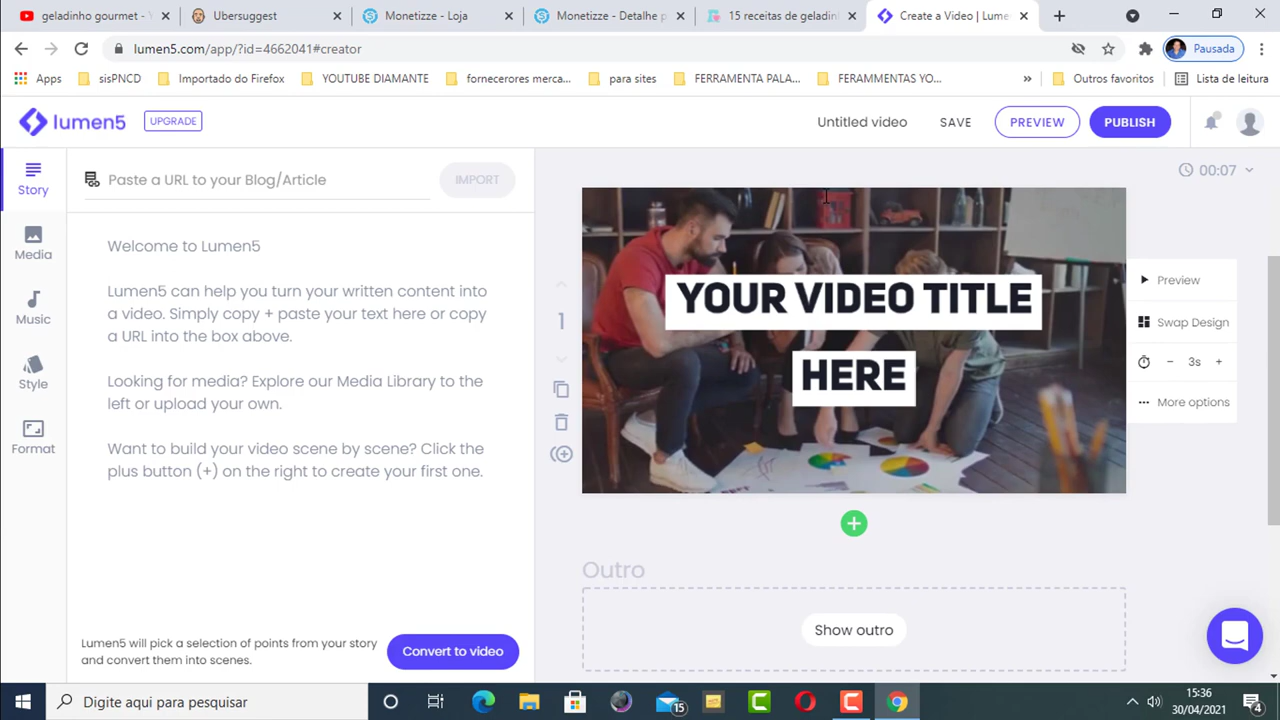 geladinho gourmet - Y
Ubersuggest
Monetizze - Loja
Monetizze - Detalhe p
15 receitas de geladinh
Create a Video | Lume
lumen5.com/app/?id=4662041#creator
Pausada
Apps
sisPNCD
Importado do Firefox
YOUTUBE DIAMANTE
fornecerores merca...
para sites
FERRAMENTA PALA...
FERAMMENTAS YO...
»
Outros favoritos
Lista de leitura
lumen5
UPGRADE
Untitled video
SAVE
PREVIEW
PUBLISH
Story
Media
Music
Style
Format
Paste a URL to your Blog/Article
IMPORT
Welcome to Lumen5
Lumen5 can help you turn your written content into
a video. Simply copy + paste your text here or copy
a URL into the box above.
Looking for media? Explore our Media Library to the
left or upload your own.
Want to build your video scene by scene? Click the
plus button (+) on the right to create your first one.
Lumen5 will pick a selection of points from your story
and convert them into scenes.
Convert to video
00:07
1
YOUR VIDEO TITLE
HERE
Preview
Swap Design
− 3s +
More options
Outro
Show outro
Digite aqui para pesquisar
15
15:36
30/04/2021
4